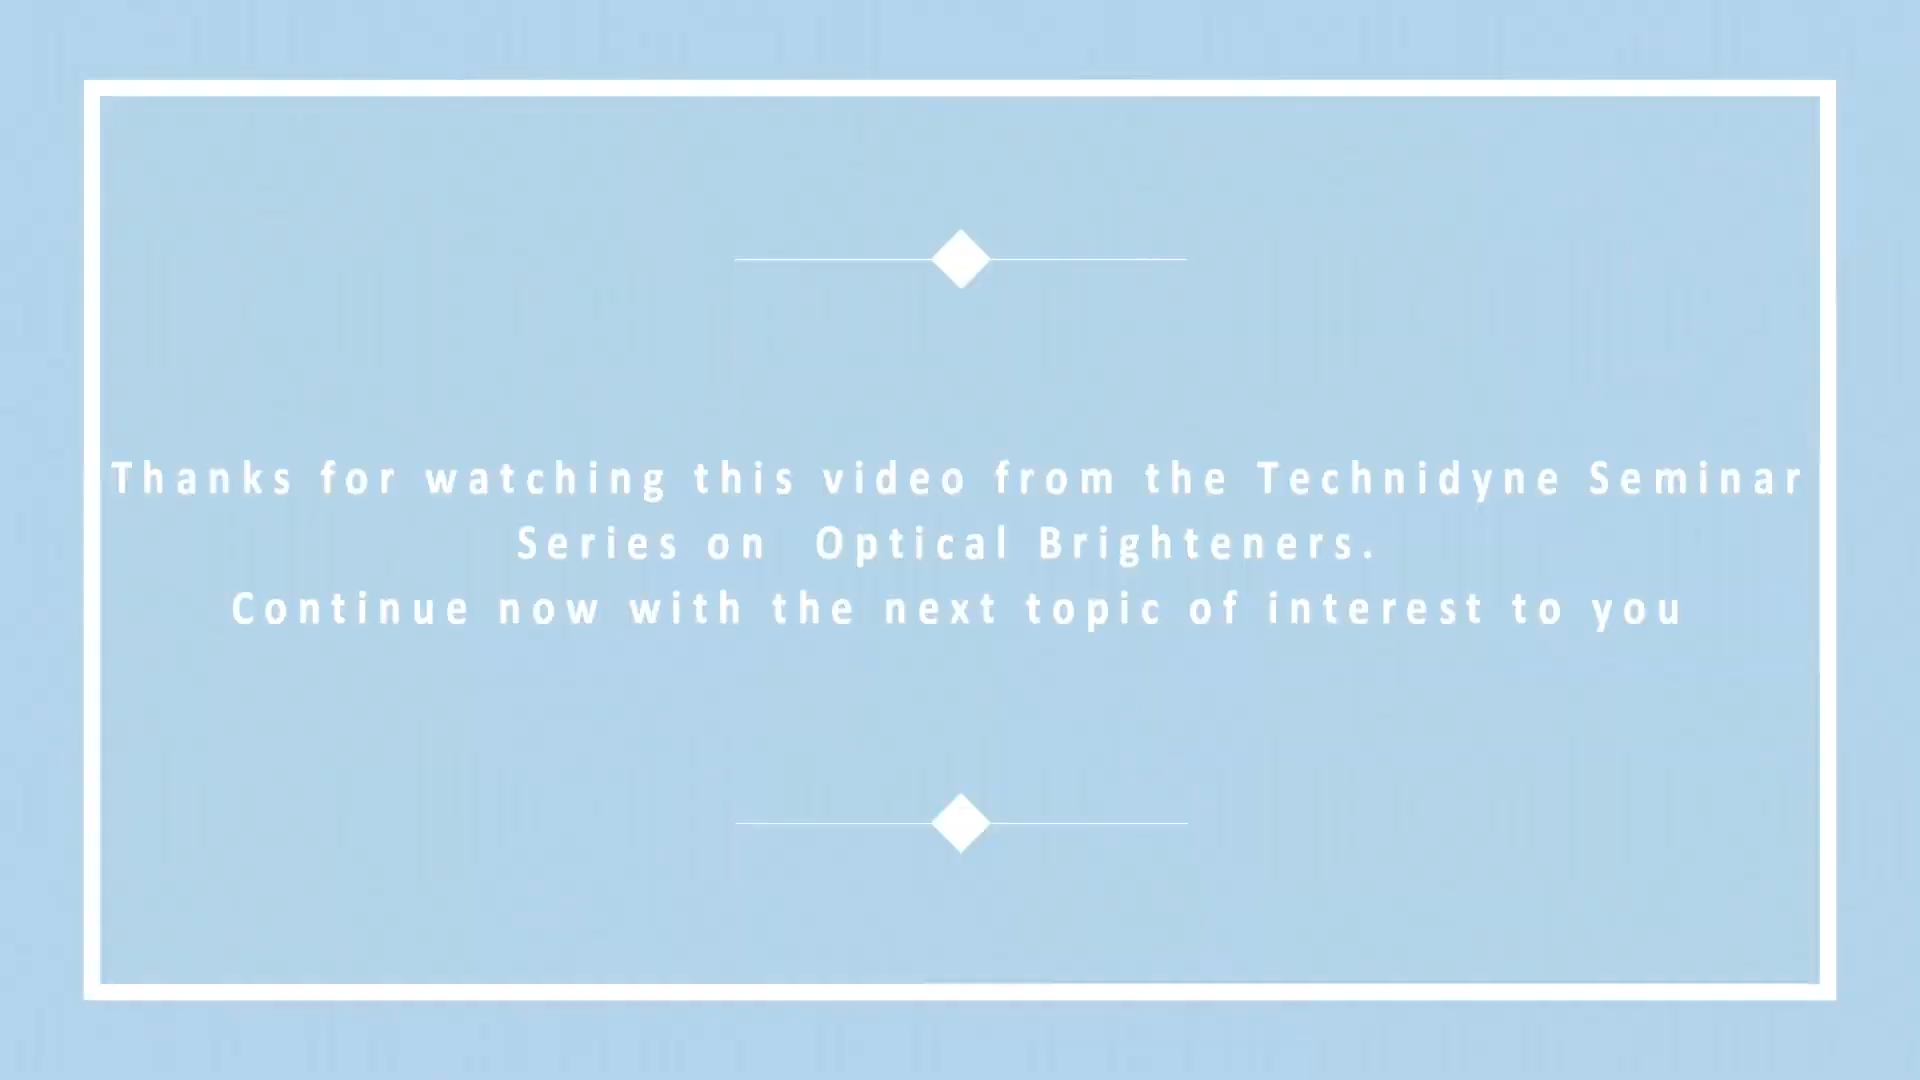 Thanks for watching this video from the Technidyne Seminar
Series on  Optical Brighteners.
Continue now with the next topic of interest to you